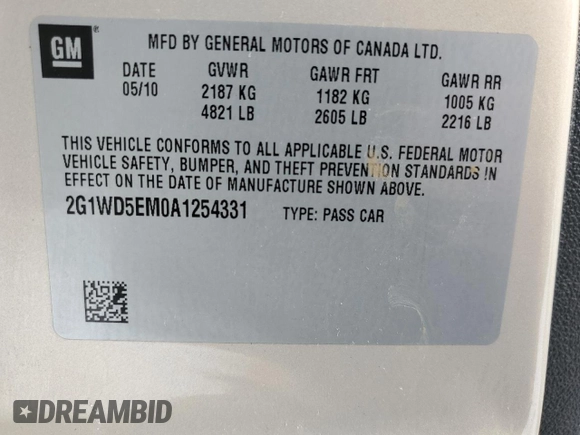 GM
MFD BY GENERAL MOTORS OF CANADA LTD.
DATE GVWR GAWR FRT GAWR RR
05/10 2187 KG 1182 KG 1005 KG
4821 LB 2605 LB 2216 LB
THIS VEHICLE CONFORMS TO ALL APPLICABLE U.S. FEDERAL MOTOR
VEHICLE SAFETY, BUMPER, AND THEFT PREVENTION STANDARDS IN
EFFECT ON THE DATE OF MANUFACTURE SHOWN ABOVE.
2G1WD5EM0A1254331 TYPE: PASS CAR
DREAMBID